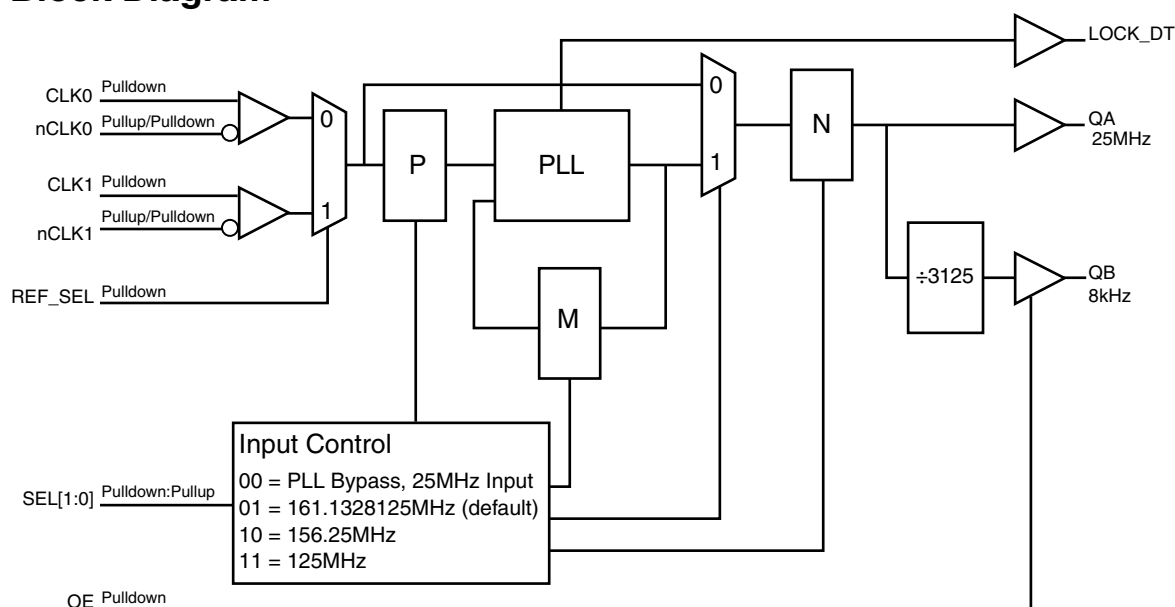 Block Diagram
LOCK_DT
CLK0 Pulldown
nCLK0 Pullup/Pulldown
CLK1 Pulldown
nCLK1 Pullup/Pulldown
REF_SEL Pulldown
0
1
P
PLL
M
0
1
N
QA
25MHz
÷3125
QB
8kHz
Input Control
00 = PLL Bypass, 25MHz Input
01 = 161.1328125MHz (default)
10 = 156.25MHz
11 = 125MHz
SEL[1:0] Pulldown:Pullup
OE Pulldown